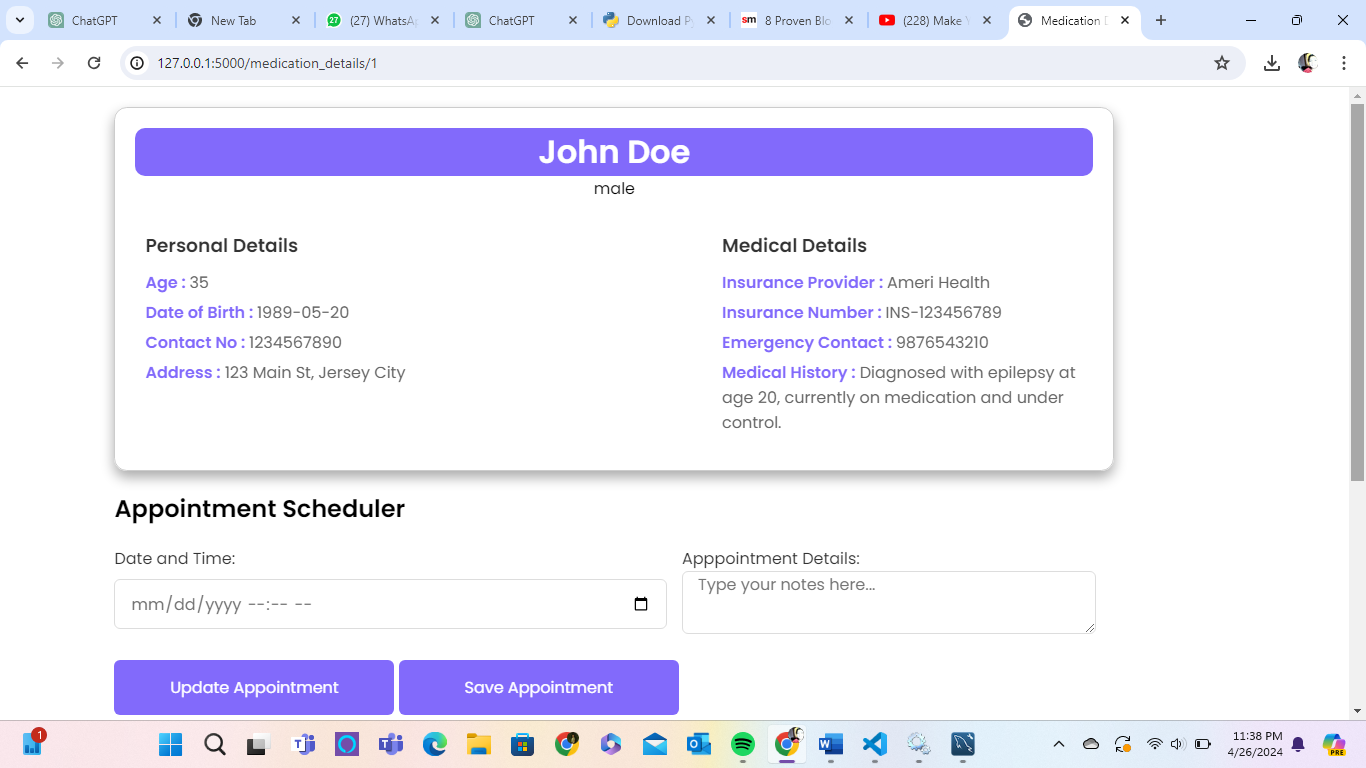 ChatGPT
New Tab
(27) WhatsA
ChatGPT
Download Py
8 Proven Blo
(228) Make Y
Medication D
127.0.0.1:5000/medication_details/1
John Doe
male
Personal Details
Age : 35
Date of Birth : 1989-05-20
Contact No : 1234567890
Address : 123 Main St, Jersey City
Medical Details
Insurance Provider : Ameri Health
Insurance Number : INS-123456789
Emergency Contact : 9876543210
Medical History : Diagnosed with epilepsy at
age 20, currently on medication and under
control.
Appointment Scheduler
Date and Time:
mm/dd/yyyy --:-- --
Apppointment Details:
Type your notes here...
Update Appointment
Save Appointment
11:38 PM
4/26/2024